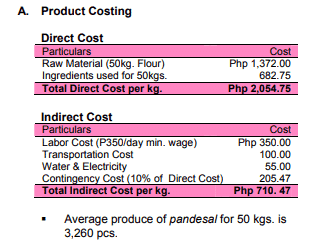 A. Product Costing
Direct Cost
Particulars Cost
Raw Material (50kg. Flour) Php 1,372.00
Ingredients used for 50kgs. 682.75
Total Direct Cost per kg. Php 2,054.75
Indirect Cost
Particulars Cost
Labor Cost (P350/day min. wage) Php 350.00
Transportation Cost 100.00
Water & Electricity 55.00
Contingency Cost (10% of Direct Cost) 205.47
Total Indirect Cost per kg. Php 710. 47
▪ Average produce of pandesal for 50 kgs. is
3,260 pcs.